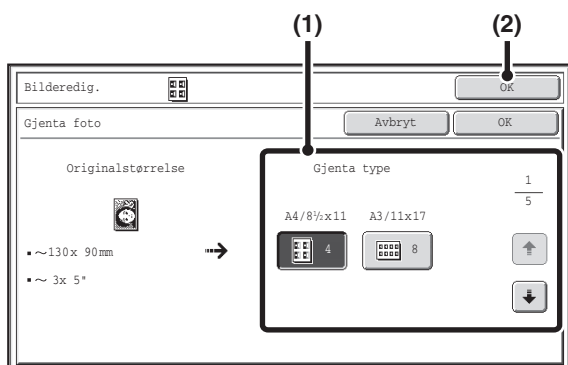 (1) (2)
Bilderedig. OK
Gjenta foto Avbryt OK
Originalstørrelse Gjenta type
1
5
A4/8½x11 A3/11x17
4 8
▪~130x 90mm
▪~ 3x 5"